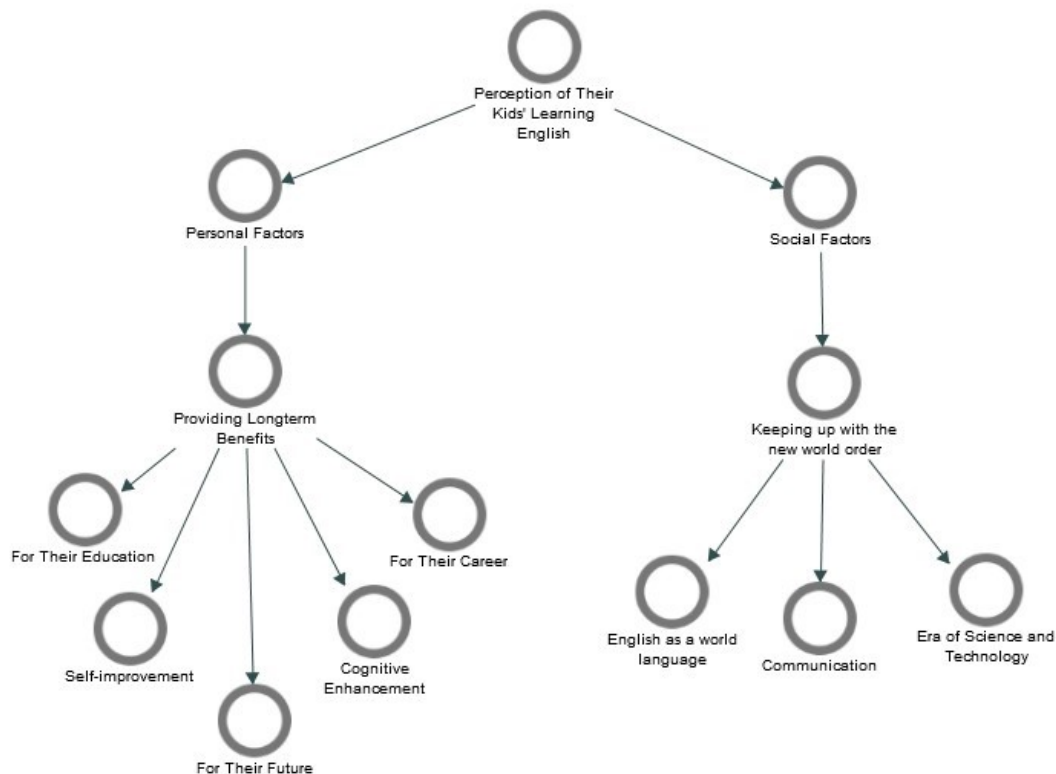 Perception of Their
Kids' Learning
English
Personal Factors
Social Factors
Providing Longterm
Benefits
Keeping up with the
new world order
For Their Education
For Their Career
Self-improvement
Cognitive
Enhancement
For Their Future
English as a world
language
Communication
Era of Science and
Technology